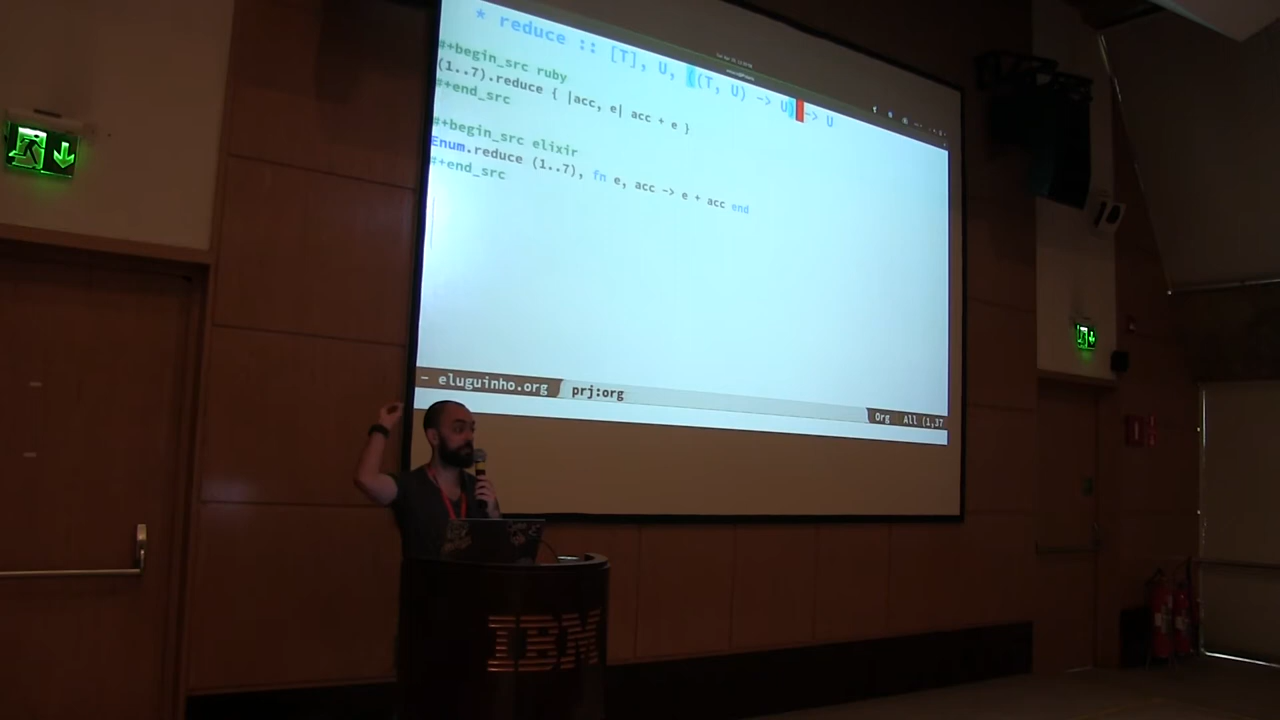 * reduce :: [T], U, ((T, U) -> U) -> U
#+begin_src ruby
(1..7).reduce { |acc, e| acc + e }
#+end_src
#+begin_src elixir
Enum.reduce (1..7), fn e, acc -> e + acc end
#+end_src
- eluguinho.org prj:org Org All (1,37
IBM